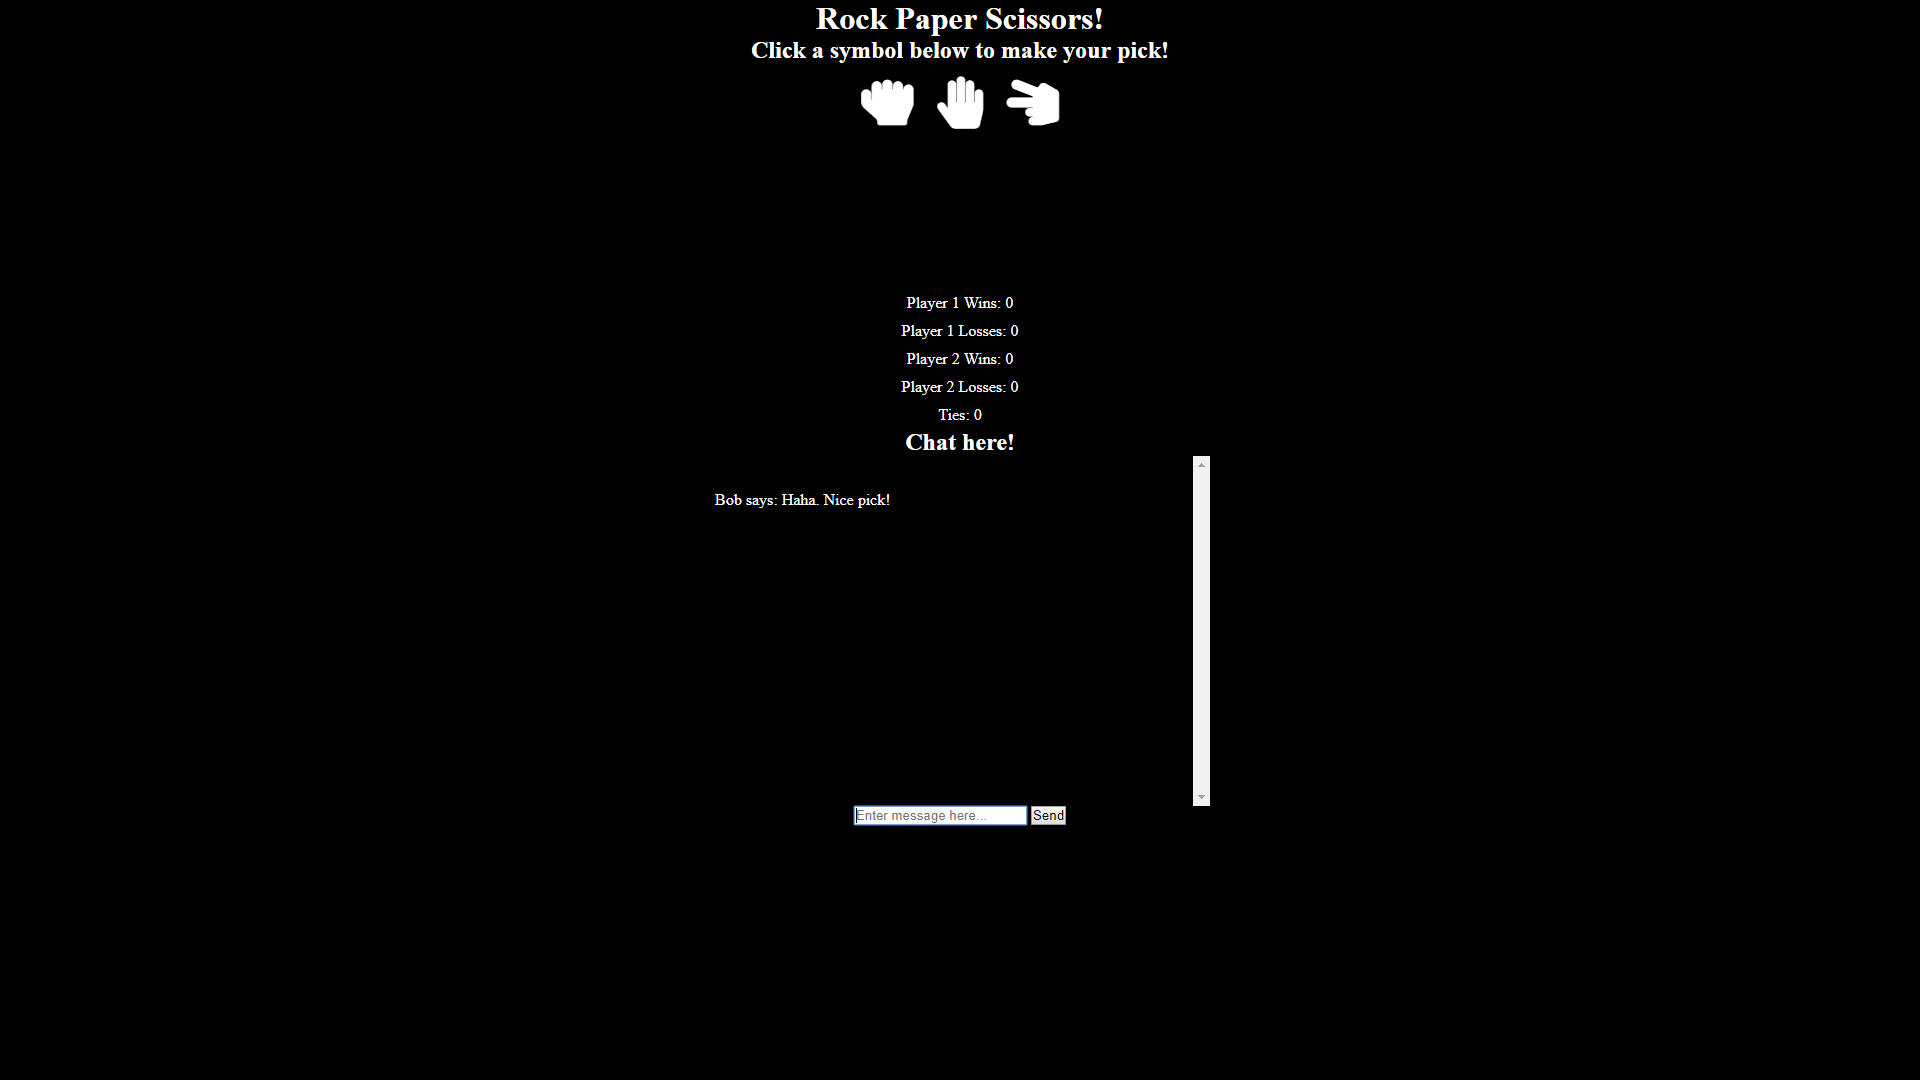 Rock Paper Scissors!
Click a symbol below to make your pick!
Player 1 Wins: 0
Player 1 Losses: 0
Player 2 Wins: 0
Player 2 Losses: 0
Ties: 0
Chat here!
Bob says: Haha. Nice pick!
Enter message here... Send